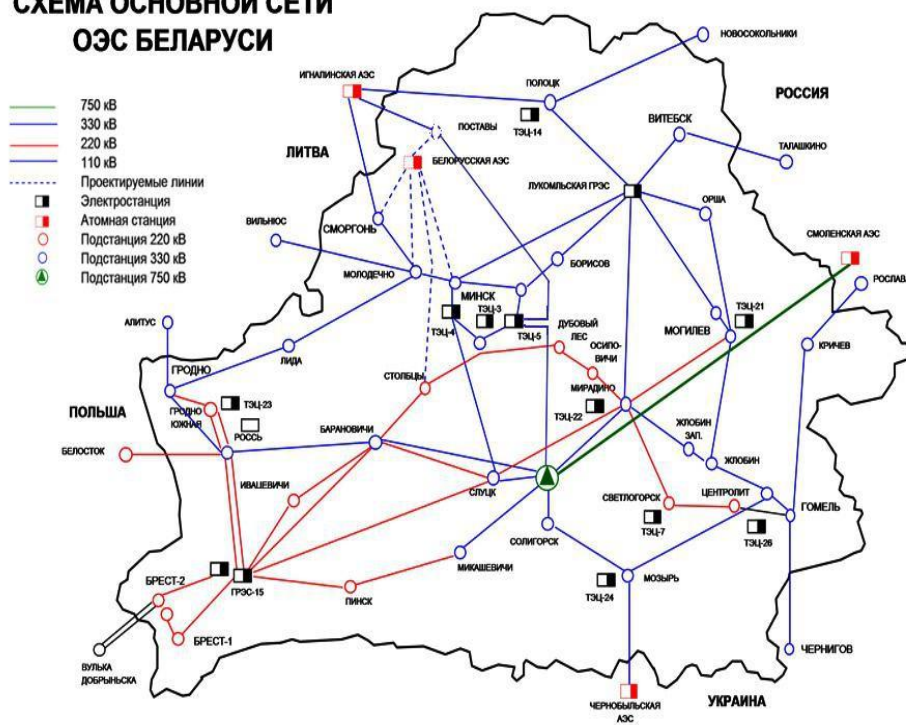 СХЕМА ОСНОВНОЙ СЕТИ
ОЭС БЕЛАРУСИ
750 кВ
330 кВ
220 кВ
110 кВ
Проектируемые линии
Электростанция
Атомная станция
Подстанция 220 кВ
Подстанция 330 кВ
Подстанция 750 кВ
НОВОСОКОЛЬНИКИ
ИГНАЛИНСКАЯ АЭС
ПОЛОЦК
РОССИЯ
ТЭЦ-14
ПОСТАВЫ
ВИТЕБСК
ЛИТВА
БЕЛОРУССКАЯ АЭС
ТАЛАШКИНО
ЛУКОМЛЬСКАЯ ГРЭС
ОРША
ВИЛЬНЮС
СМОРГОНЬ
СМОЛЕНСКАЯ АЭС
МОЛОДЕЧНО
БОРИСОВ
РОСЛАВ
МИНСК
ТЭЦ-3
ТЭЦ-4
ТЭЦ-5
ТЭЦ-21
МОГИЛЕВ
АЛИТУС
ЛИДА
ДУБОВЫЙ
ЛЕС
ОСИПО-
ВИЧИ
КРИЧЕВ
ГРОДНО
СТОЛБЦЫ
МИРАДИНО
ТЭЦ-23
ТЭЦ-22
ПОЛЬША
ГРОДНО
ЮЖНАЯ
РОССЬ
БАРАНОВИЧИ
ЖЛОБИН
ЗАП.
БЕЛОСТОК
ЖЛОБИН
ИВАЦЕВИЧИ
СЛУЦК
СВЕТЛОГОРСК
ЦЕНТРОЛИТ
ГОМЕЛЬ
ТЭЦ-7
ТЭЦ-26
СОЛИГОРСК
МИКАШЕВИЧИ
БРЕСТ-2
ГРЭС-15
ПИНСК
ТЭЦ-24
МОЗЫРЬ
БРЕСТ-1
ВУЛЬКА
ДОБРЫНЬСКА
ЧЕРНИГОВ
ЧЕРНОБЫЛЬСКАЯ
АЭС
УКРАИНА